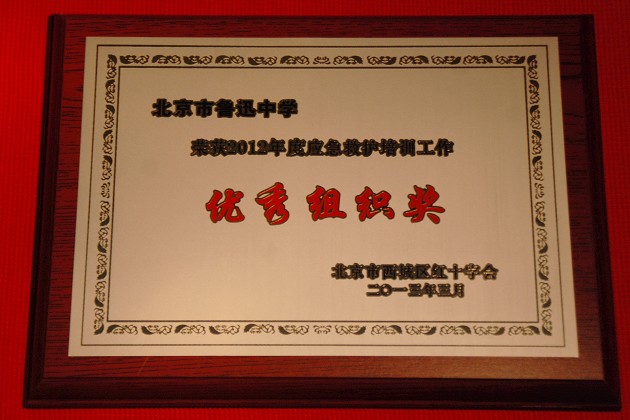 北京市鲁迅中学
荣获2012年度应急救护培训工作
优秀组织奖
北京市西城区红十字会
二〇一三年三月